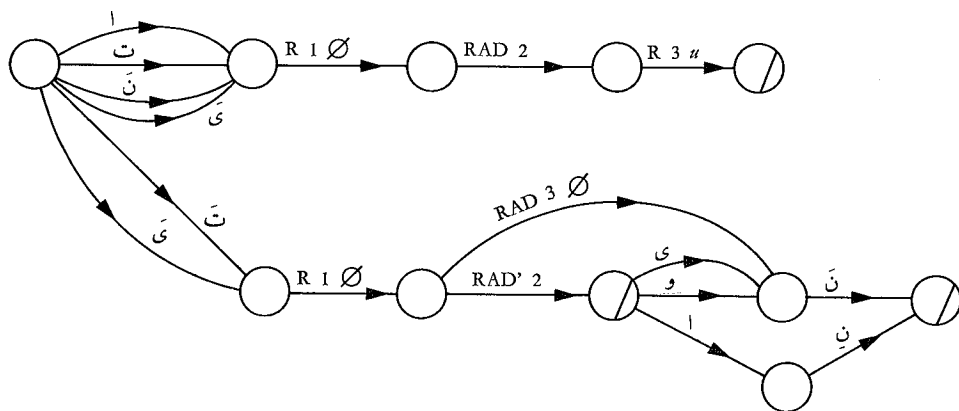 ا
تَ
R 1 ∅
RAD 2
R 3 u
نَ
یَ
تَ
یَ
RAD 3 ∅
R 1 ∅
RAD' 2
ی
و
نَ
ا
نِ